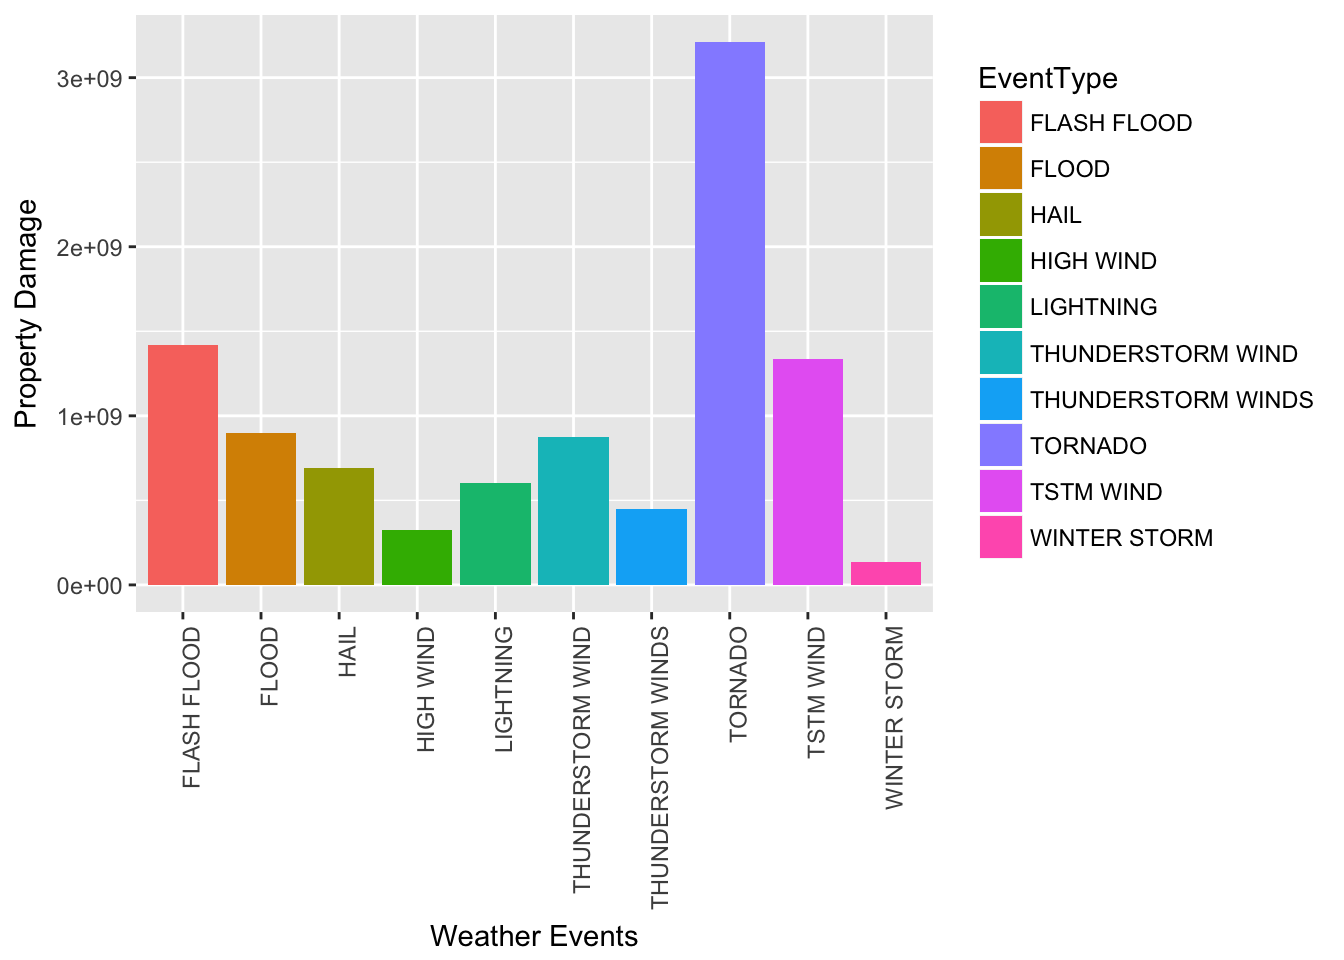 Property Damage
3e+09
2e+09
1e+09
0e+00
FLASH FLOOD
FLOOD
HAIL
HIGH WIND
LIGHTNING
THUNDERSTORM WIND
THUNDERSTORM WINDS
TORNADO
TSTM WIND
WINTER STORM
Weather Events
EventType
FLASH FLOOD
FLOOD
HAIL
HIGH WIND
LIGHTNING
THUNDERSTORM WIND
THUNDERSTORM WINDS
TORNADO
TSTM WIND
WINTER STORM